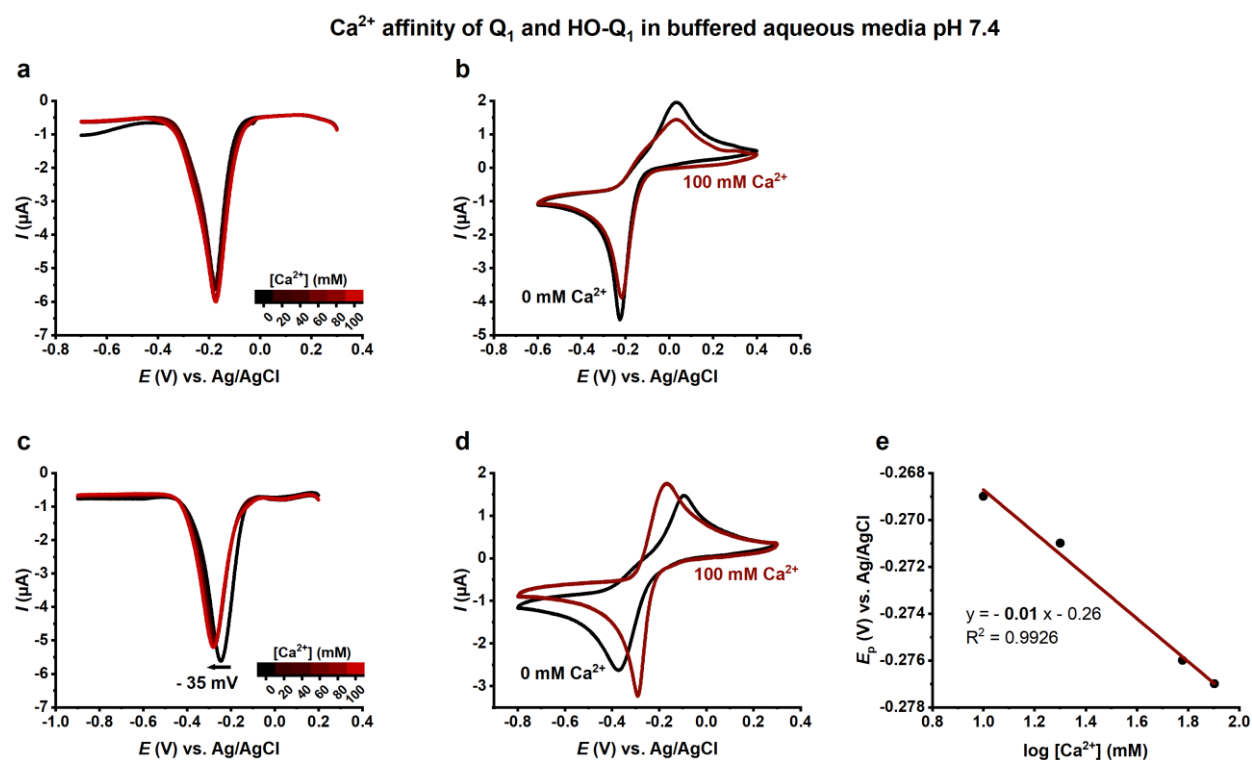 Ca²⁺ affinity of Q₁ and HO-Q₁ in buffered aqueous media pH 7.4
a
0
-1
-2
-3
-4
-5
-6
-7
I (µA)
[Ca²⁺] (mM)
0 20 40 60 80 100
-0.8 -0.6 -0.4 -0.2 0.0 0.2 0.4
E (V) vs. Ag/AgCl
b
2
1
0
-1
-2
-3
-4
-5
I (µA)
100 mM Ca²⁺
0 mM Ca²⁺
-0.8 -0.6 -0.4 -0.2 0.0 0.2 0.4 0.6
E (V) vs. Ag/AgCl
c
0
-1
-2
-3
-4
-5
-6
-7
I (µA)
- 35 mV
[Ca²⁺] (mM)
0 20 40 60 80 100
-1.0 -0.8 -0.6 -0.4 -0.2 0.0 0.2 0.4
E (V) vs. Ag/AgCl
d
2
1
0
-1
-2
-3
I (µA)
100 mM Ca²⁺
0 mM Ca²⁺
-0.8 -0.6 -0.4 -0.2 0.0 0.2 0.4
E (V) vs. Ag/AgCl
e
-0.268
-0.270
-0.272
-0.274
-0.276
-0.278
Eₚ (V) vs. Ag/AgCl
y = - 0.01 x - 0.26
R² = 0.9926
0.8 1.0 1.2 1.4 1.6 1.8 2.0
log [Ca²⁺] (mM)